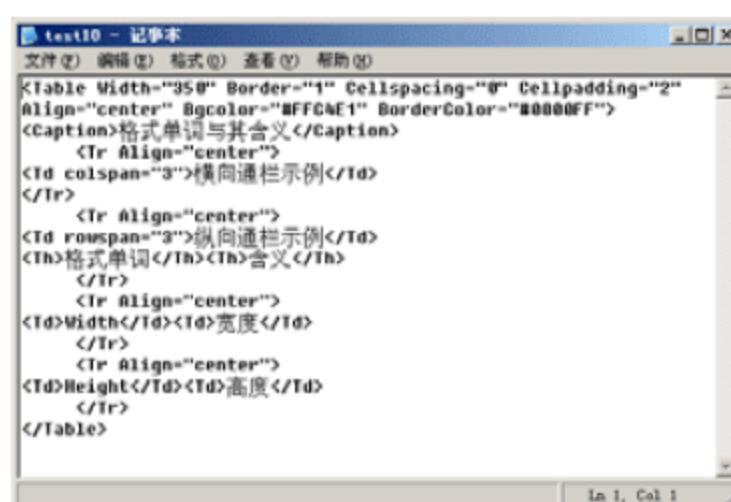 test10 - 记事本
文件(F) 编辑(E) 格式(O) 查看(V) 帮助(H)
<Table Width="350" Border="1" Cellspacing="0" Cellpadding="2"
Align="center" Bgcolor="#FFG4E1" BorderColor="#0000FF">
<Caption>格式单词与其含义</Caption>
<Tr Align="center">
<Td colspan="3">横向通栏示例</Td>
</Tr>
<Tr Align="center">
<Td rowspan="3">纵向通栏示例</Td>
<Th>格式单词</Th><Th>含义</Th>
</Tr>
<Tr Align="center">
<Td>Width</Td><Td>宽度</Td>
</Tr>
<Tr Align="center">
<Td>Height</Td><Td>高度</Td>
</Tr>
</Table>
Ln 1, Col 1